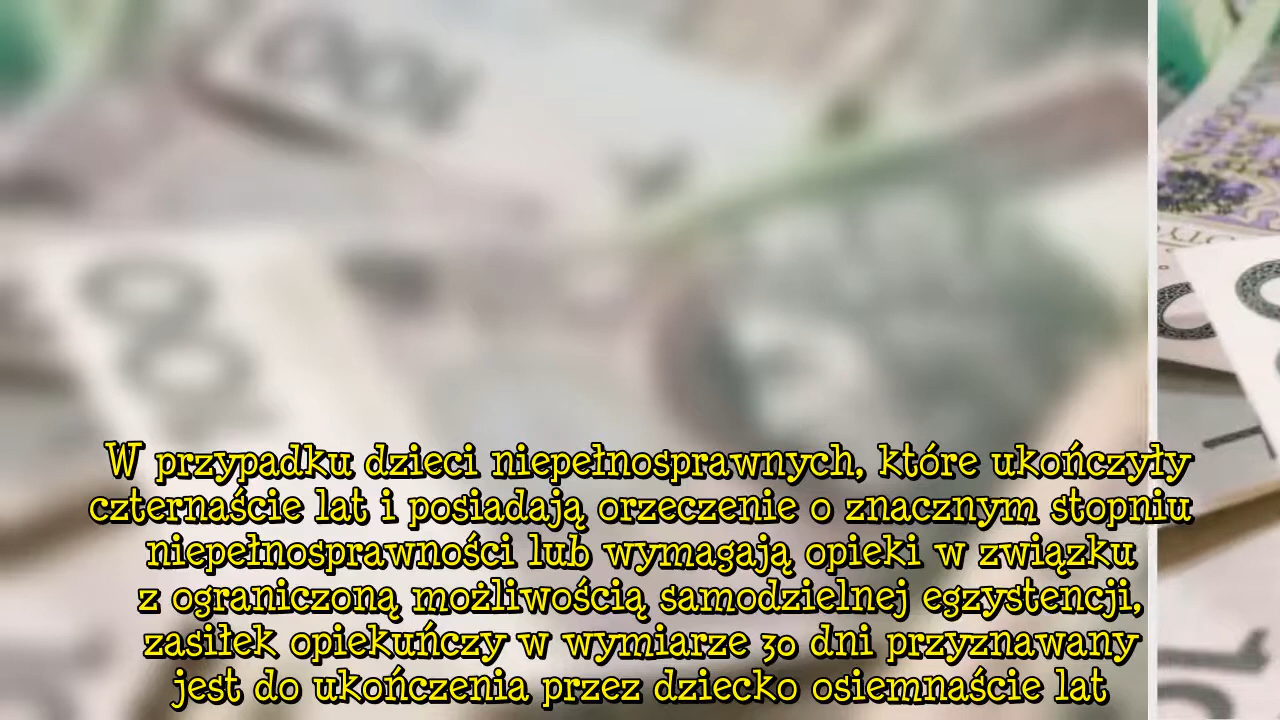 W przypadku dzieci niepełnosprawnych, które ukończyły
czternaście lat i posiadają orzeczenie o znacznym stopniu
niepełnosprawności lub wymagają opieki w związku
z ograniczoną możliwością samodzielnej egzystencji,
zasiłek opiekuńczy w wymiarze 30 dni przyznawany
jest do ukończenia przez dziecko osiemnaście lat